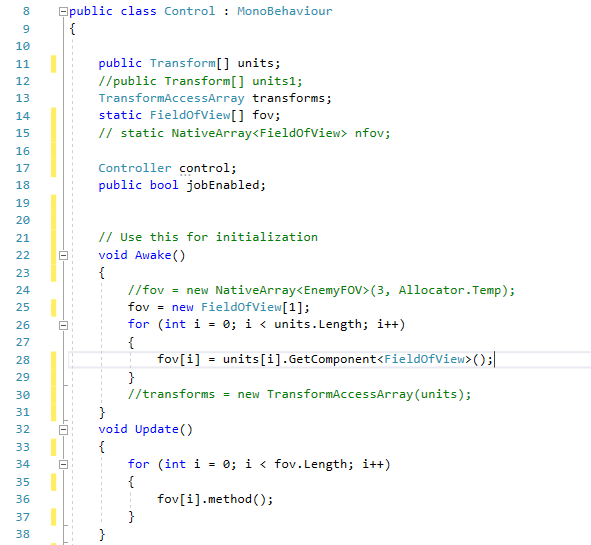 8 public class Control : MonoBehaviour
9 {
10
11 public Transform[] units;
12 //public Transform[] units1;
13 TransformAccessArray transforms;
14 static FieldOfView[] fov;
15 // static NativeArray<FieldOfView> nfov;
16
17 Controller control;
18 public bool jobEnabled;
19
20
21 // Use this for initialization
22 void Awake()
23 {
24 //fov = new NativeArray<EnemyFOV>(3, Allocator.Temp);
25 fov = new FieldOfView[1];
26 for (int i = 0; i < units.Length; i++)
27 {
28 fov[i] = units[i].GetComponent<FieldOfView>();
29 }
30 //transforms = new TransformAccessArray(units);
31 }
32 void Update()
33 {
34 for (int i = 0; i < fov.Length; i++)
35 {
36 fov[i].method();
37 }
38 }